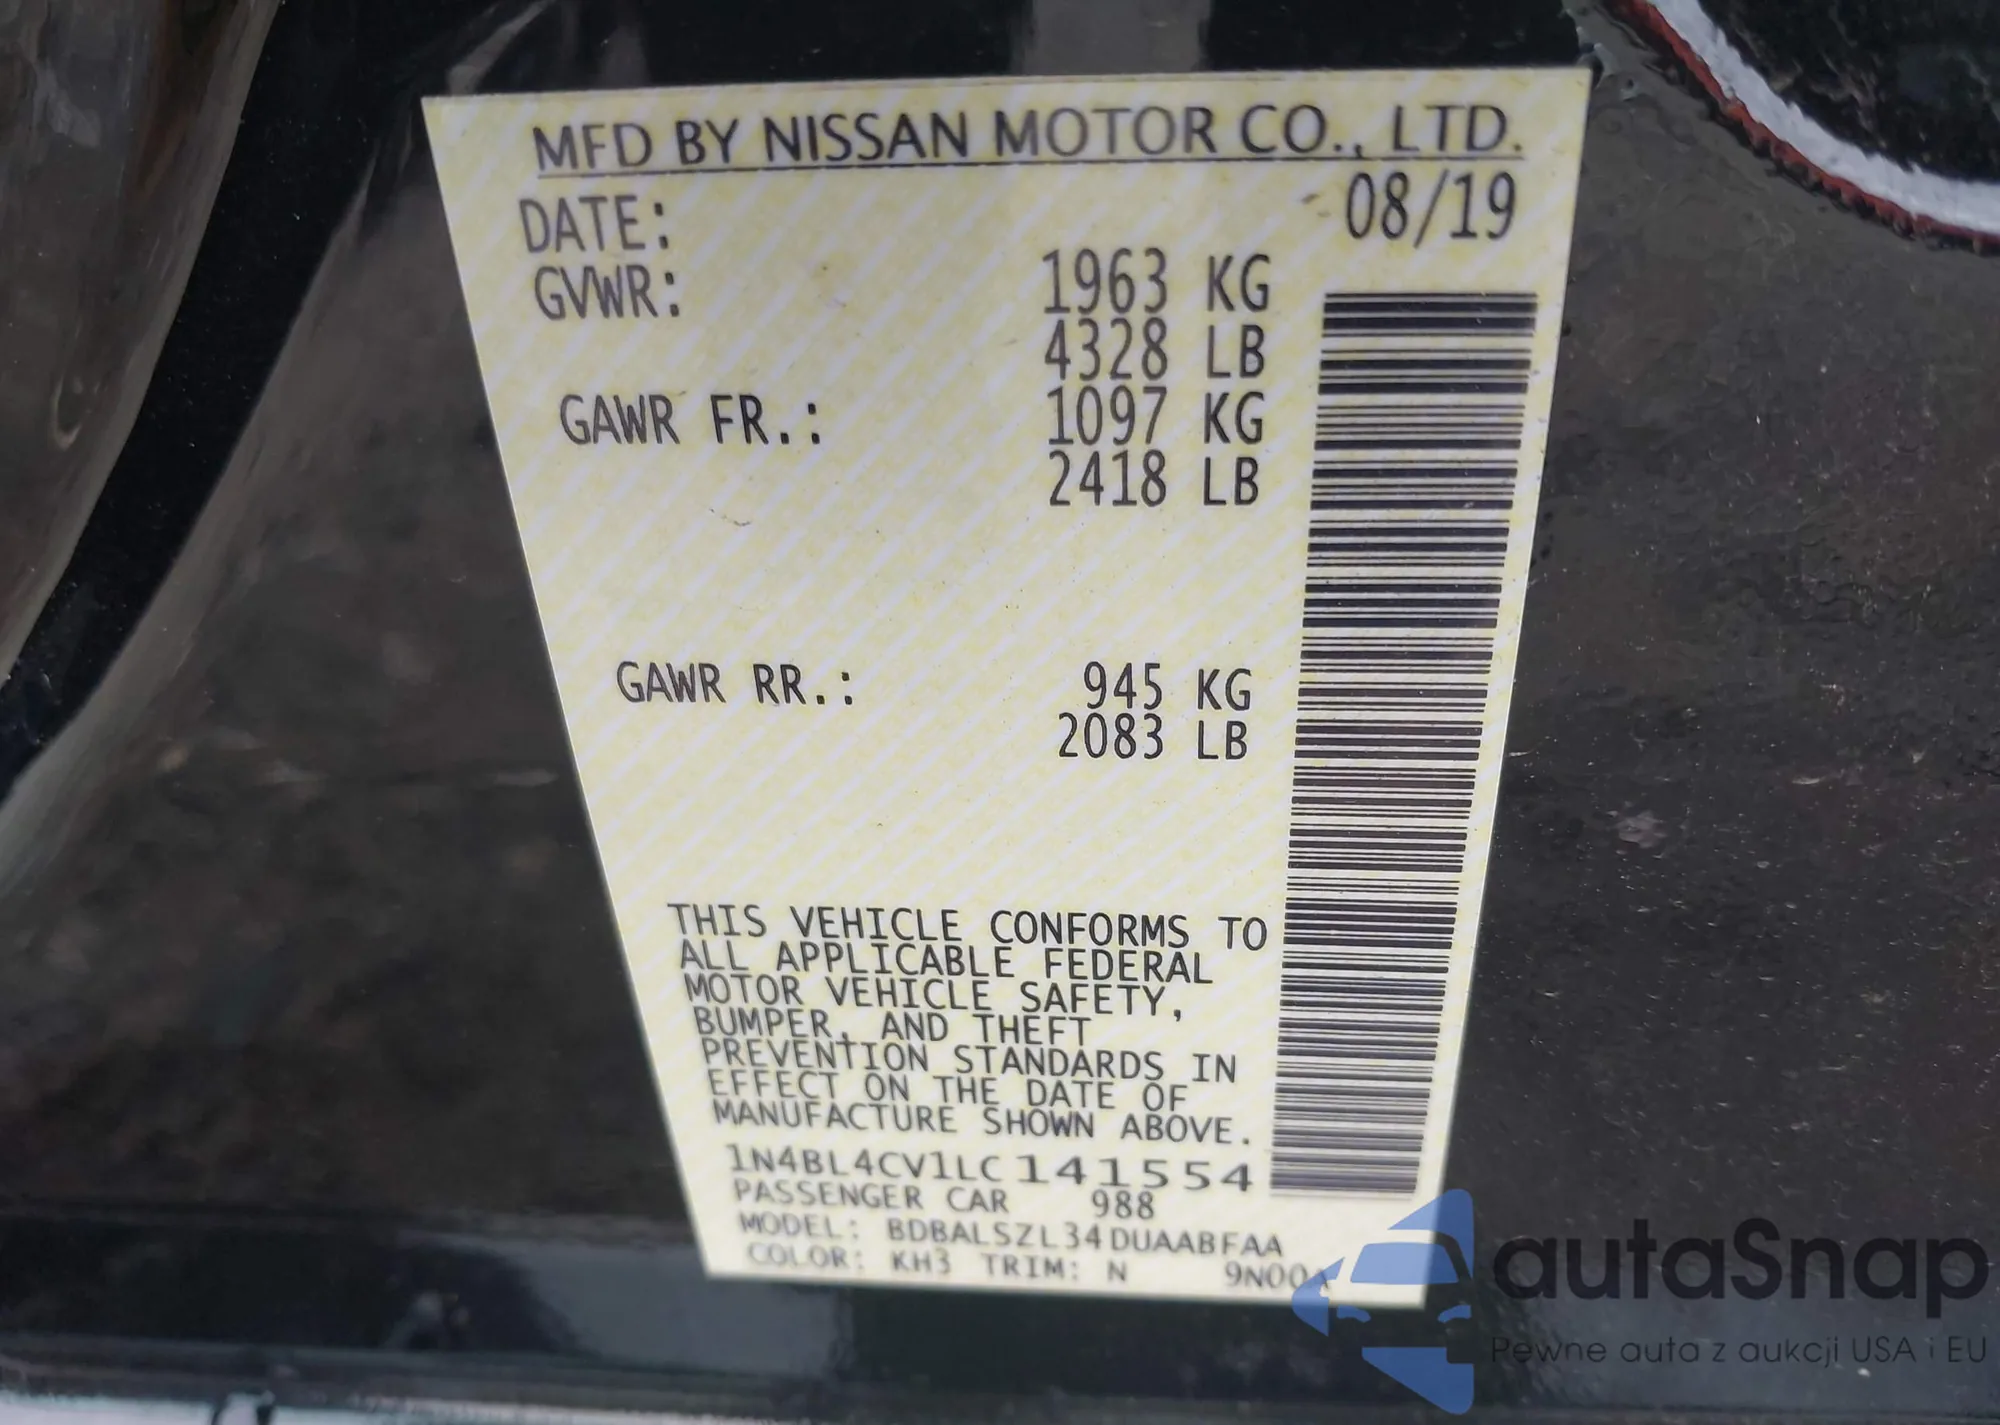 MFD BY NISSAN MOTOR CO., LTD.
DATE: 08/19
GVWR: 1963 KG
4328 LB
GAWR FR.: 1097 KG
2418 LB
GAWR RR.: 945 KG
2083 LB
THIS VEHICLE CONFORMS TO
ALL APPLICABLE FEDERAL
MOTOR VEHICLE SAFETY,
BUMPER, AND THEFT
PREVENTION STANDARDS IN
EFFECT ON THE DATE OF
MANUFACTURE SHOWN ABOVE.
1N4BL4CV1LC141554
PASSENGER CAR 988
MODEL: BDBALSZL34DUAABFAA
COLOR: KH3 TRIM: N 9N00A
autaSnap
Pewne auta z aukcji USA i EU